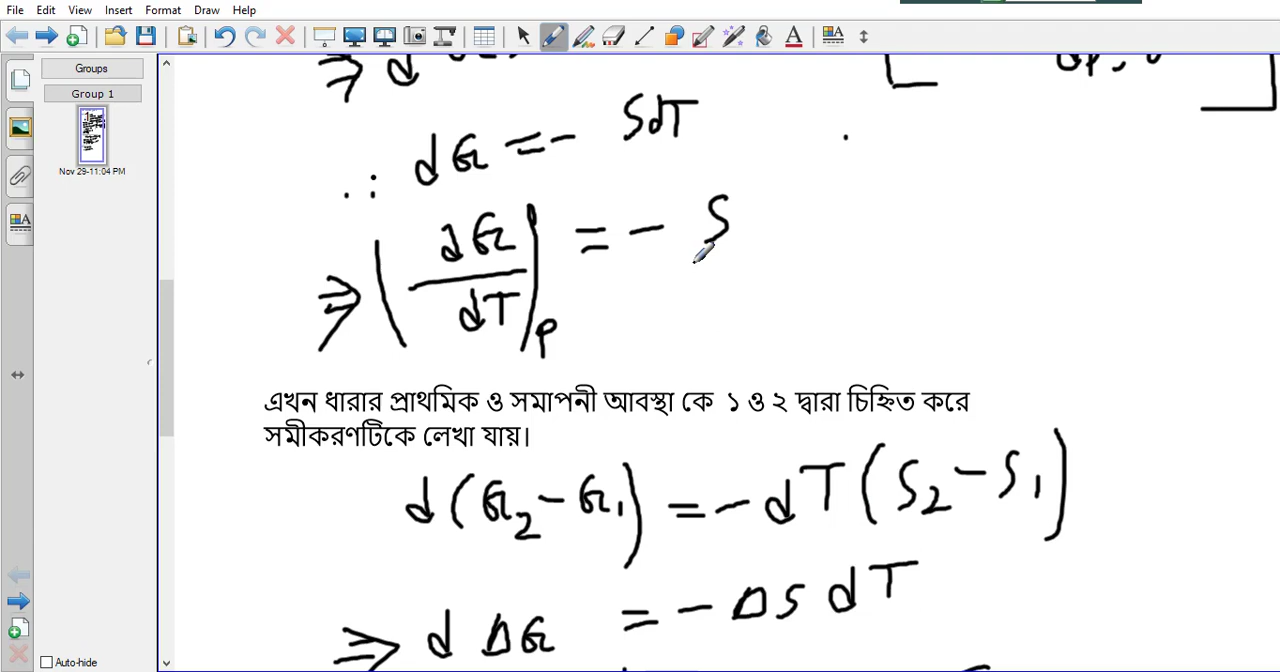 File Edit View Insert Format Draw Help
Groups
Group 1
Nov 29-11:04 PM
∴ dG = - SdT
⇒ (dG/dT)p = - S
এখন ধারার প্রাথমিক ও সমাপনী আবস্থা কে ১ ও ২ দ্বারা চিহ্নিত করে
সমীকরণটিকে লেখা যায়।
d(G₂ - G₁) = - dT(S₂ - S₁)
⇒ d ΔG = - ΔS dT
Auto-hide